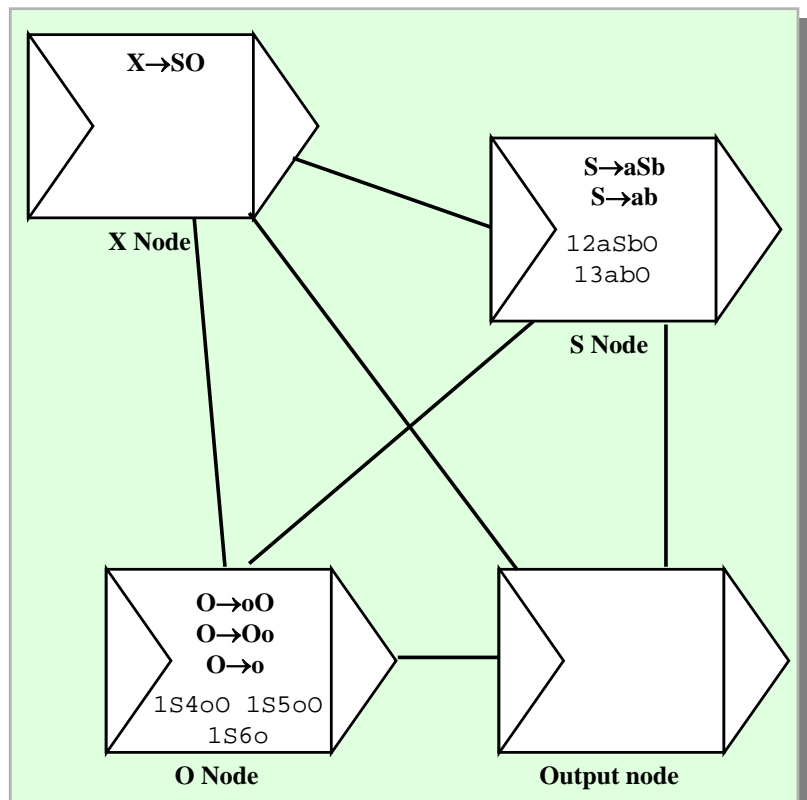 X→SO
X Node
S→aSb
S→ab
12aSbO
13abO
S Node
O→oO
O→Oo
O→o
1S4oO 1S5oO
1S6o
O Node
Output node